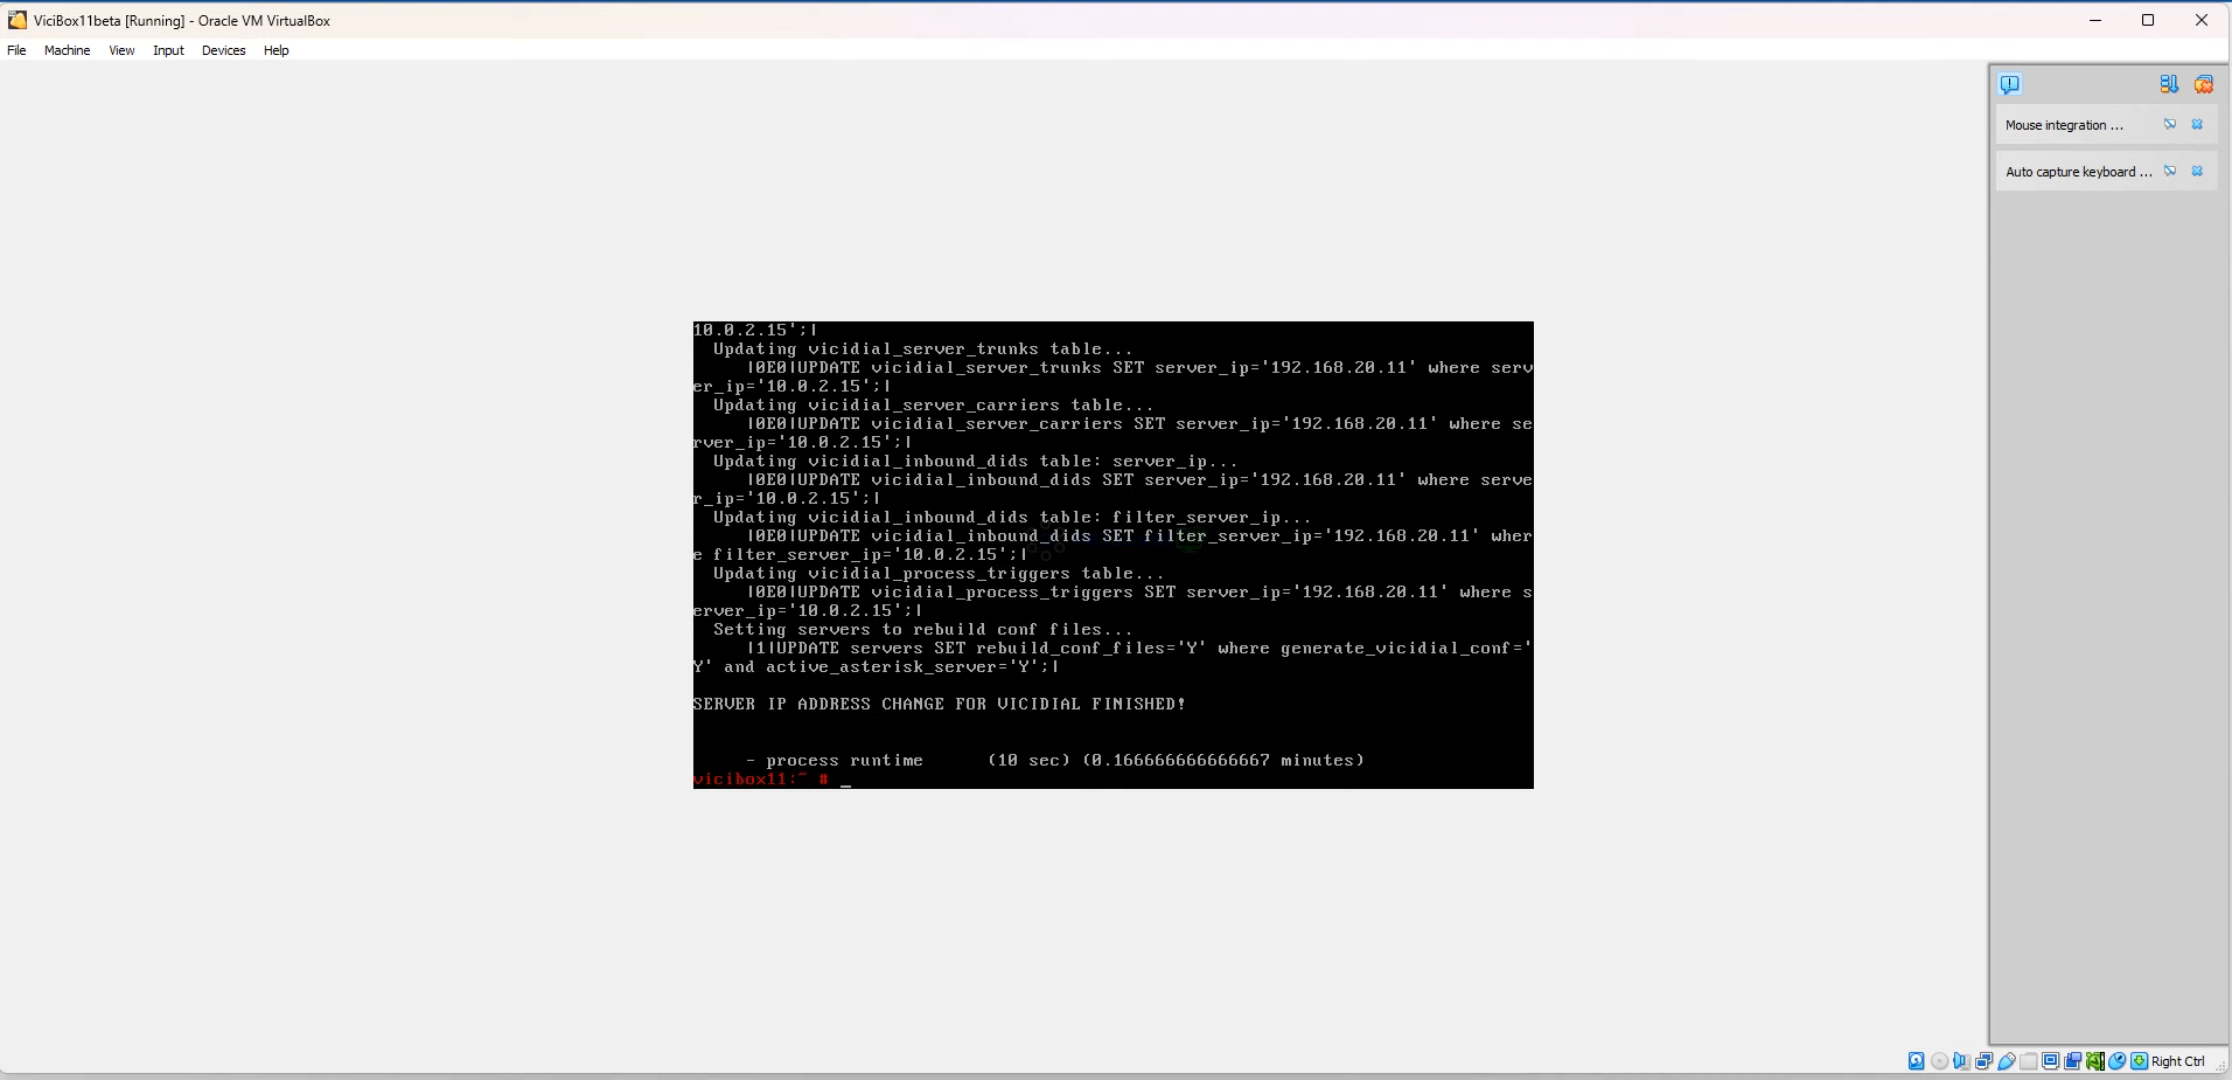 ViciBox11beta [Running] - Oracle VM VirtualBox
File Machine View Input Devices Help
Mouse integration ...
Auto capture keyboard ...
10.0.2.15';|
Updating vicidial_server_trunks table...
|0E0|UPDATE vicidial_server_trunks SET server_ip='192.168.20.11' where serv
er_ip='10.0.2.15';|
Updating vicidial_server_carriers table...
|0E0|UPDATE vicidial_server_carriers SET server_ip='192.168.20.11' where se
rver_ip='10.0.2.15';|
Updating vicidial_inbound_dids table: server_ip...
|0E0|UPDATE vicidial_inbound_dids SET server_ip='192.168.20.11' where serve
r_ip='10.0.2.15';|
Updating vicidial_inbound_dids table: filter_server_ip...
|0E0|UPDATE vicidial_inbound_dids SET filter_server_ip='192.168.20.11' wher
e filter_server_ip='10.0.2.15';|
Updating vicidial_process_triggers table...
|0E0|UPDATE vicidial_process_triggers SET server_ip='192.168.20.11' where s
erver_ip='10.0.2.15';|
Setting servers to rebuild conf files...
|1|UPDATE servers SET rebuild_conf_files='Y' where generate_vicidial_conf='
Y' and active_asterisk_server='Y';|
SERVER IP ADDRESS CHANGE FOR VICIDIAL FINISHED!
- process runtime (10 sec) (0.166666666666667 minutes)
vicibox11:~ # _
Right Ctrl